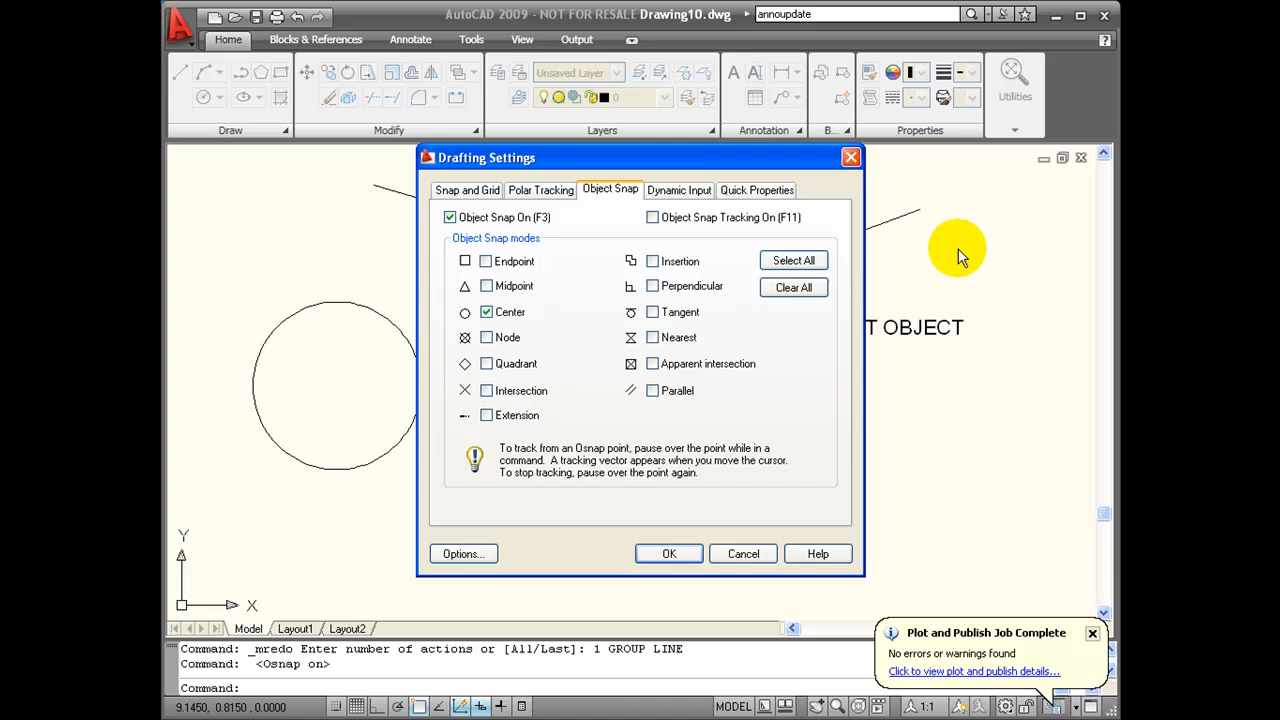 AutoCAD 2009 - NOT FOR RESALE Drawing10.dwg
annoupdate
Home
Blocks & References
Annotate
Tools
View
Output
Unsaved Layer
0
Utilities
Draw
Modify
Layers
Annotation
B...
Properties
Drafting Settings
Snap and Grid
Polar Tracking
Object Snap
Dynamic Input
Quick Properties
Object Snap On (F3)
Object Snap Tracking On (F11)
Object Snap modes
Endpoint
Insertion
Select All
Midpoint
Perpendicular
Clear All
Center
Tangent
Node
Nearest
Quadrant
Apparent intersection
Intersection
Parallel
Extension
To track from an Osnap point, pause over the point while in a
command. A tracking vector appears when you move the cursor.
To stop tracking, pause over the point again.
Options...
OK
Cancel
Help
T OBJECT
Y
X
Model
Layout1
Layout2
Plot and Publish Job Complete
No errors or warnings found
Click to view plot and publish details...
Command: _mredo Enter number of actions or [All/Last]: 1 GROUP LINE
Command: <Osnap on>
Command:
9.1450, 0.8150, 0.0000
MODEL
1:1